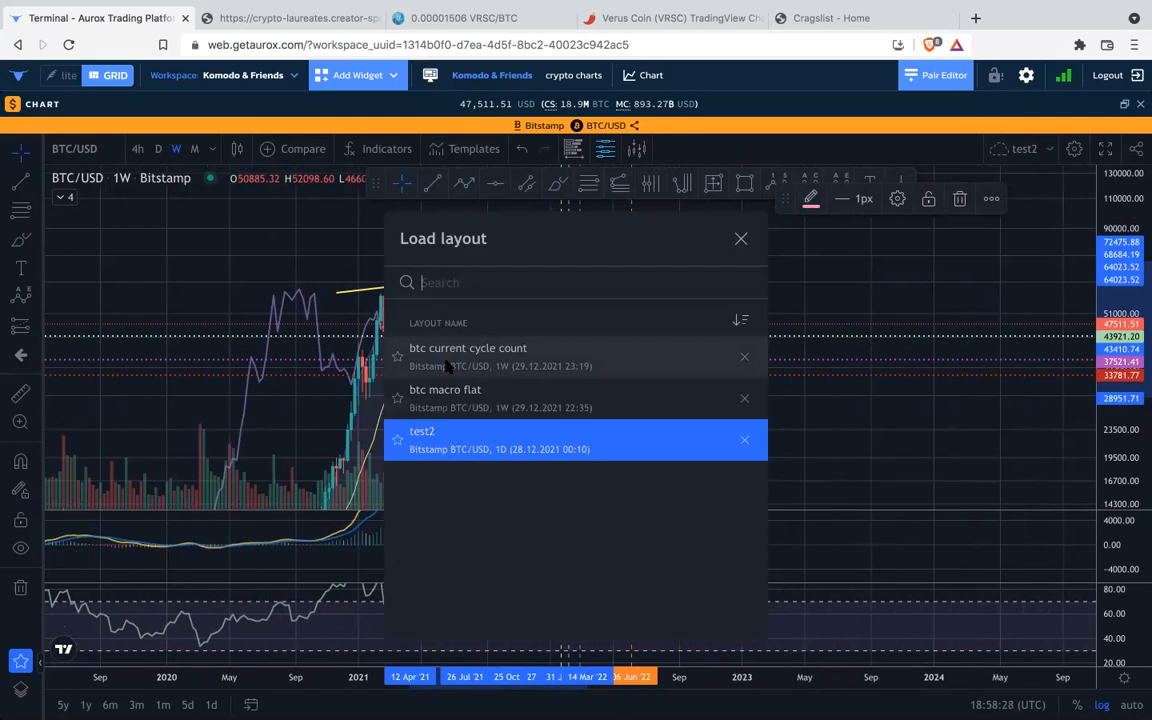 Terminal - Aurox Trading Platfo
https://crypto-laureates.creator-sp
0.00001506 VRSC/BTC
Verus Coin (VRSC) TradingView Ch
Cragslist - Home
web.getaurox.com/?workspace_uuid=1314b0f0-d7ea-4d5f-8bc2-40023c942ac5
lite GRID Workspace: Komodo & Friends Add Widget Komodo & Friends crypto charts Chart Pair Editor Logout
CHART 47,511.51 USD (CS: 18.9M BTC MC: 893.27B USD)
Bitstamp BTC/USD
BTC/USD 4h D W M Compare Indicators Templates test2
BTC/USD 1W Bitstamp O50885.32 H52098.60 L4660
1px
4
Load layout
Search
LAYOUT NAME
btc current cycle count
Bitstamp BTC/USD, 1W (29.12.2021 23:19)
btc macro flat
Bitstamp BTC/USD, 1W (29.12.2021 22:35)
test2
Bitstamp BTC/USD, 1D (28.12.2021 00:10)
130000.00
110000.00
90000.00
72475.88
68684.19
64023.52
64023.52
51000.00
47511.51
43921.20
43410.74
37521.41
33781.77
28951.71
23500.00
19500.00
16700.00
14300.00
4000.00
0.00
-4000.00
80.00
60.00
40.00
20.00
Sep 2020 May Sep 2021 12 Apr '21 26 Jul '21 25 Oct 27 31 J 14 Mar '22 06 Jun '22 Sep 2023 May Sep 2024 May Sep
5y 1y 6m 3m 1m 5d 1d 18:58:28 (UTC) % log auto